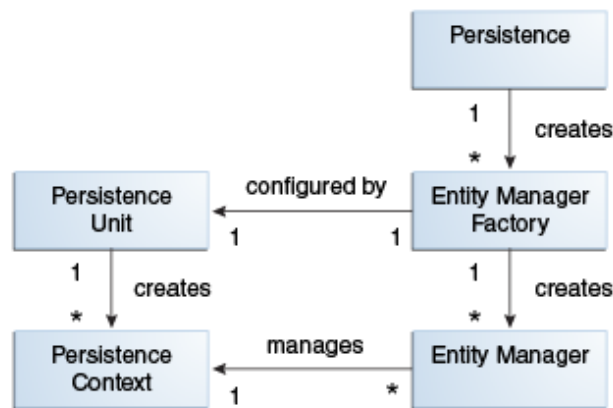 Persistence
1
creates
*
configured by
Persistence
Unit
Entity Manager
Factory
1
1
1
creates
*
1
creates
*
manages
Persistence
Context
Entity Manager
1
*